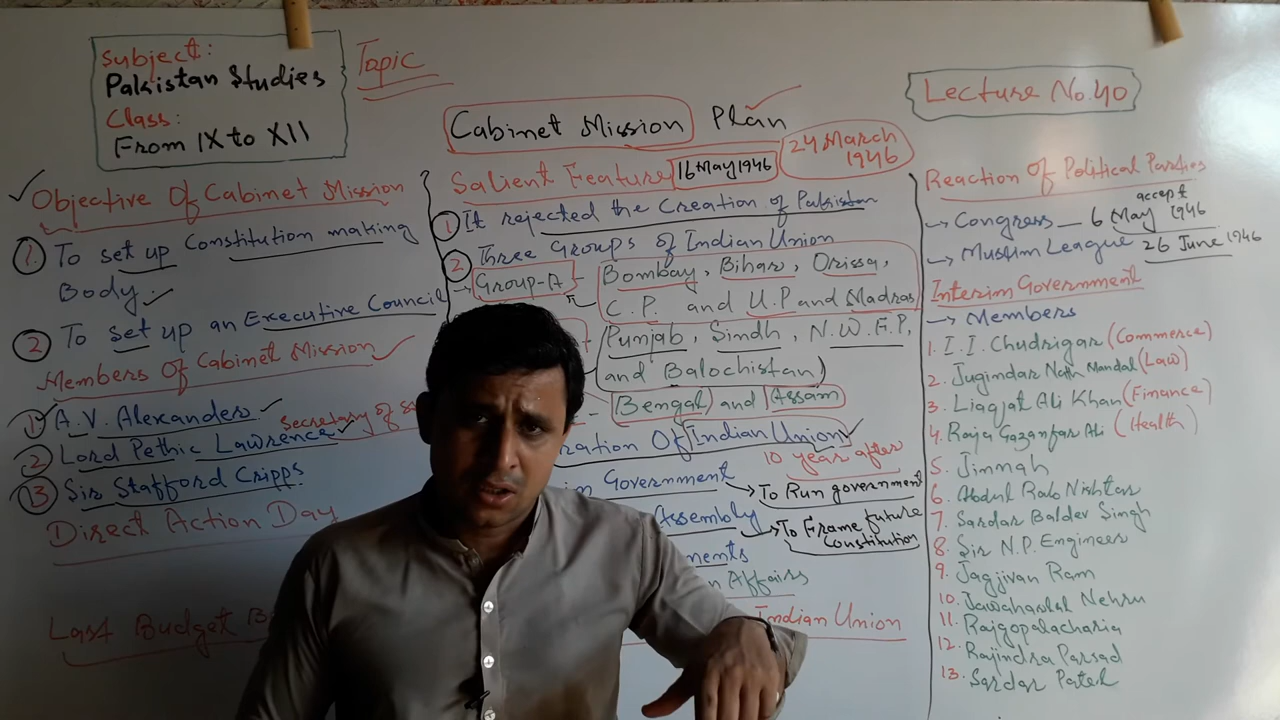 Subject:
Pakistan Studies
Class:
From IX to XII
Topic
Lecture No.40
Cabinet Mission Plan
Objective Of Cabinet Mission
1. To set up Constitution making
Body
2 To set up an Executive Council
Members Of Cabinet Mission
1 A.V. Alexander
Secretary of
2 Lord Pethic Lawrence
3 Sir Stafford Cripps.
Direct Action Day
Last Budget
Salient Feature 16 May 1946
24 March
1946
1 It rejected the Creation of Pakistan
2 Three Groups of Indian Union
Group-A
Bombay, Bihar, Orissa,
C.P. and U.P and Madras
Punjab, Sindh, N.W.F.P,
and Balochistan)
Bengal) and Assam
Of Indian Union
10 year after
Government → To Run government
Assembly → To Frame future
constitution
Affairs
Indian Union
Reaction Of Political Parties
→ Congress — 6 May 1946
accept
→ Muslim League 26 June 1946
Interim Government
→ Members
1. I.I. Chudrigar (Commerce)
2. Jugindar Nath Mandal (Law)
3. Liaqat Ali Khan (Finance)
4. Raja Gazanfar Ali (Health)
5. Jinnah
6. Abdul Rab Nishtar
7. Sardar Baldev Singh
8. Sir N.P. Engineer
9. Jagjivan Ram
10. Jawaharlal Nehru
11. Rajgopalacharia
12. Rajindra Parsad
13. Sardar Patel